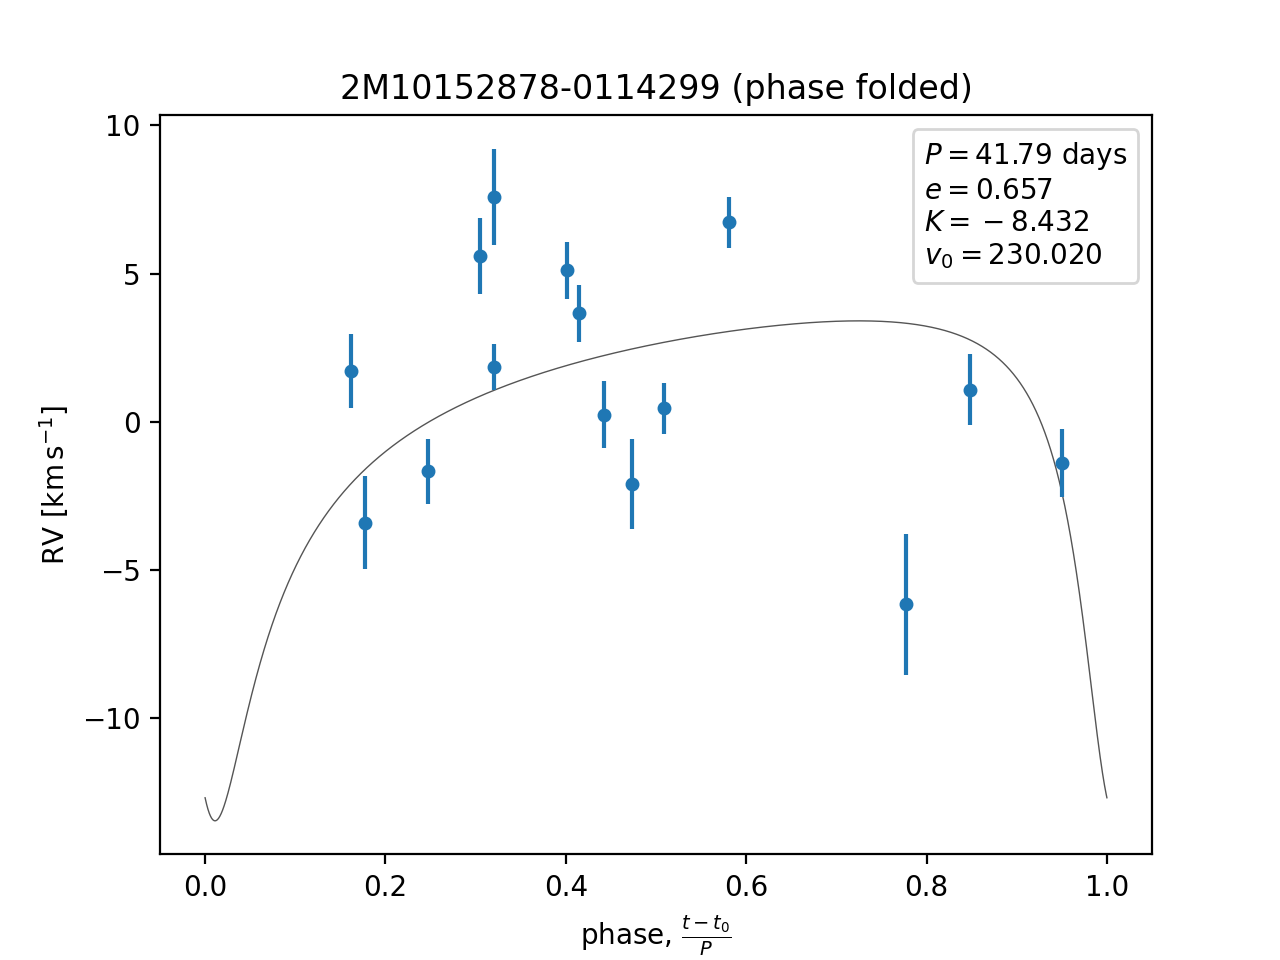 2M10152878-0114299 (phase folded)
P = 41.79 days
e = 0.657
K = − 8.432
v₀ = 230.020
RV [km s⁻¹]
10
5
0
−5
−10
0.0 0.2 0.4 0.6 0.8 1.0
phase, (t − t₀)/P